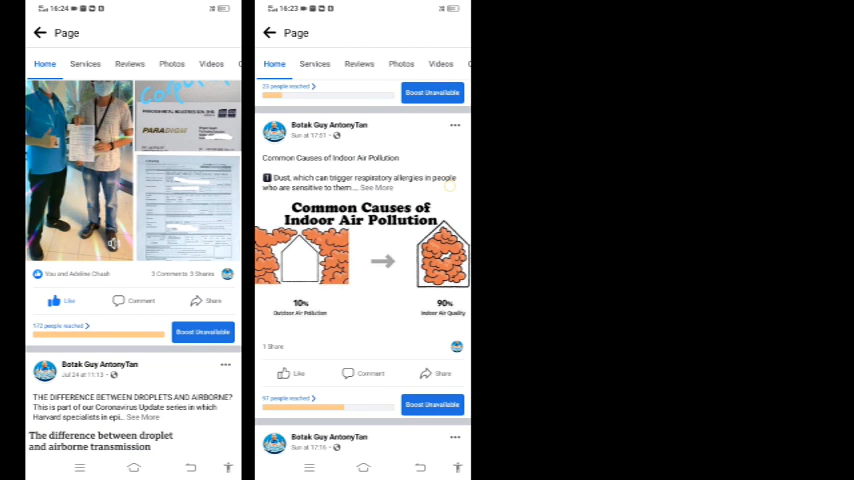 16:24
Page
Home Services Reviews Photos Videos
PARADIGM METAL INDUSTRIES SDN. BHD.
PARADIGM
You and Adeline Chuah 3 Comments 3 Shares
Like Comment Share
172 people reached
Boost Unavailable
Botak Guy AntonyTan
Jul 24 at 11:13
THE DIFFERENCE BETWEEN DROPLETS AND AIRBORNE?
This is part of our Coronavirus Update series in which
Harvard specialists in epi... See More
The difference between droplet
and airborne transmission
16:23
Page
Home Services Reviews Photos Videos
23 people reached
Boost Unavailable
Botak Guy AntonyTan
Sun at 17:51
Common Causes of Indoor Air Pollution
1 Dust, which can trigger respiratory allergies in people
who are sensitive to them.... See More
Common Causes of
Indoor Air Pollution
10% 90%
Outdoor Air Pollution Indoor Air Quality
1 Share
Like Comment Share
97 people reached
Boost Unavailable
Botak Guy AntonyTan
Sun at 17:16